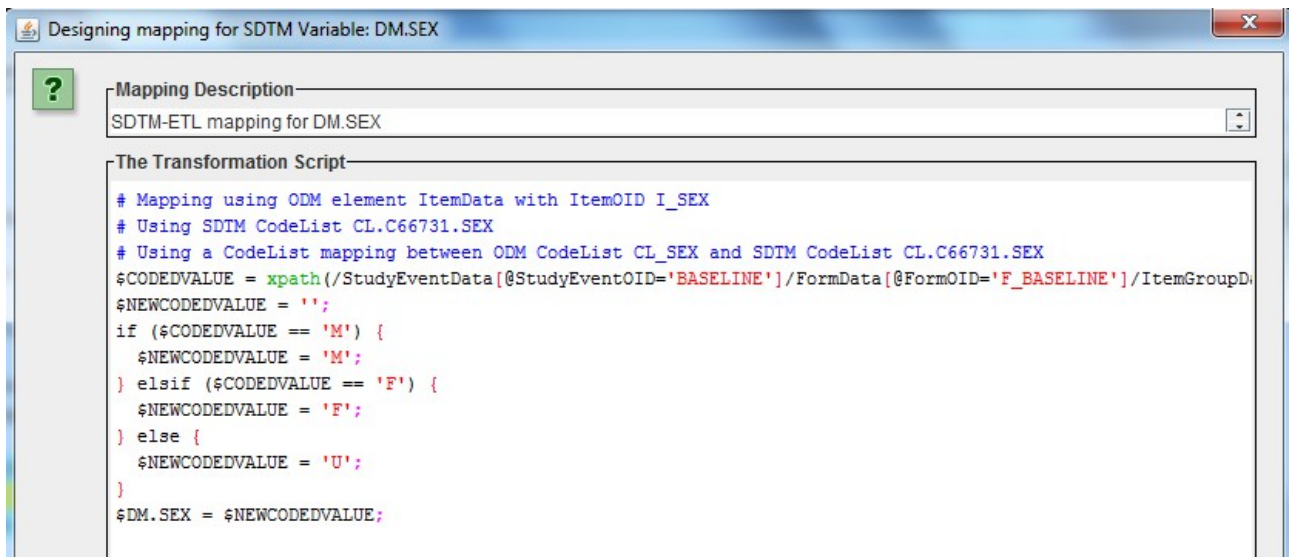 Designing mapping for SDTM Variable: DM.SEX
X
?
Mapping Description
SDTM-ETL mapping for DM.SEX
The Transformation Script
# Mapping using ODM element ItemData with ItemOID I_SEX
# Using SDTM CodeList CL.C66731.SEX
# Using a CodeList mapping between ODM CodeList CL_SEX and SDTM CodeList CL.C66731.SEX
$CODEDVALUE = xpath(/StudyEventData[@StudyEventOID='BASELINE']/FormData[@FormOID='F_BASELINE']/ItemGroupD
$NEWCODEDVALUE = '';
if ($CODEDVALUE == 'M') {
  $NEWCODEDVALUE = 'M';
} elsif ($CODEDVALUE == 'F') {
  $NEWCODEDVALUE = 'F';
} else {
  $NEWCODEDVALUE = 'U';
}
$DM.SEX = $NEWCODEDVALUE;